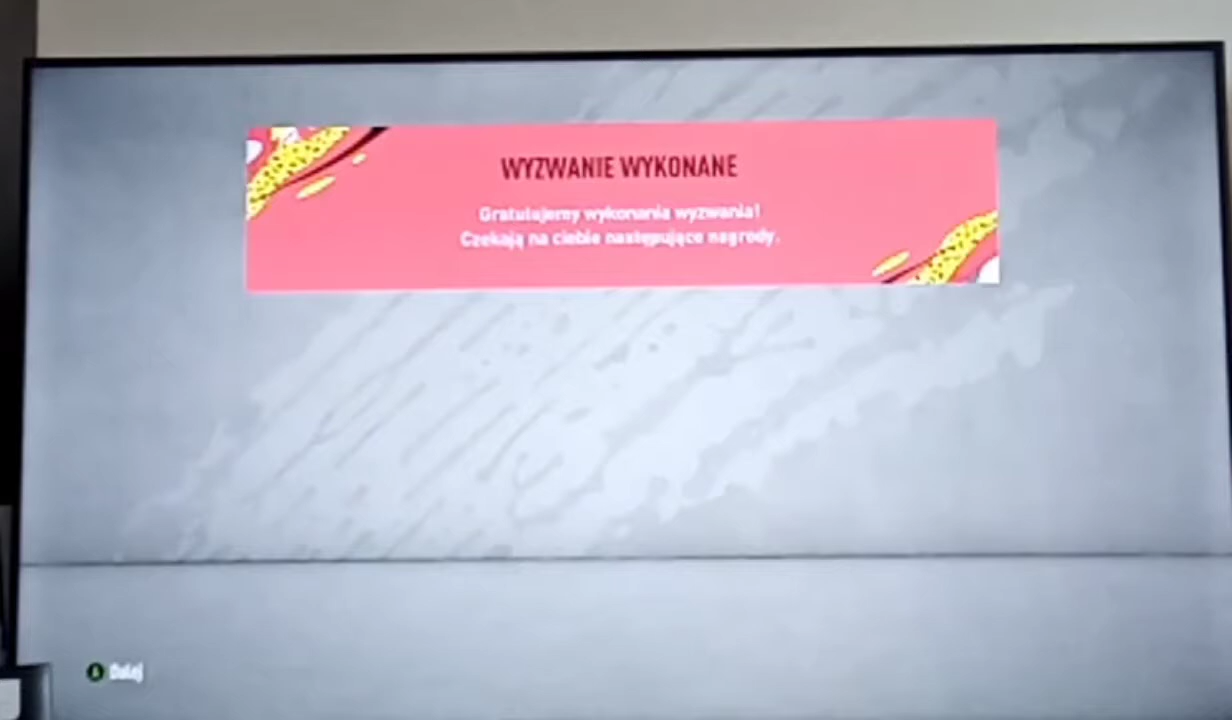 WYZWANIE WYKONANE
Gratulujemy wykonania wyzwania!
Czekają na ciebie następujące nagrody.
A Dalej